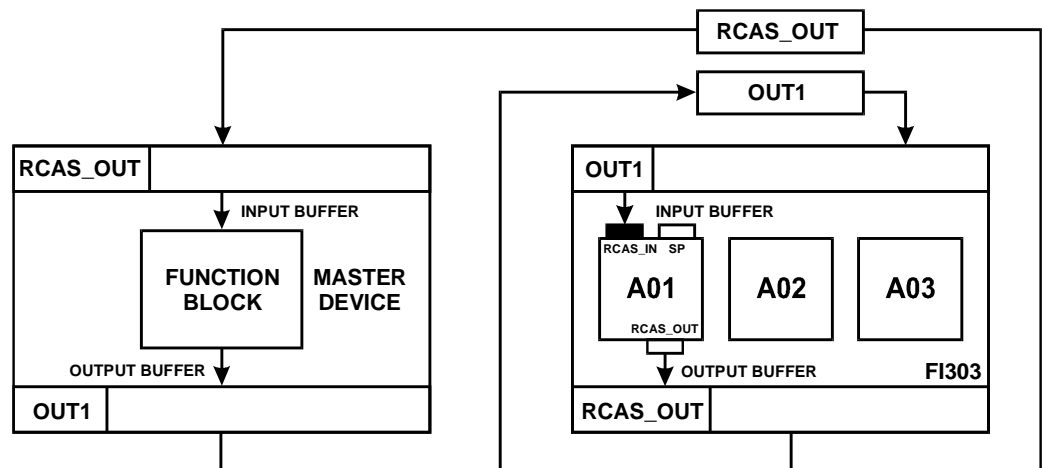 RCAS_OUT
OUT1
RCAS_OUT
INPUT BUFFER
FUNCTION
BLOCK
MASTER
DEVICE
OUTPUT BUFFER
OUT1
OUT1
INPUT BUFFER
RCAS_IN SP
A01
RCAS_OUT
A02
A03
OUTPUT BUFFER
FI303
RCAS_OUT